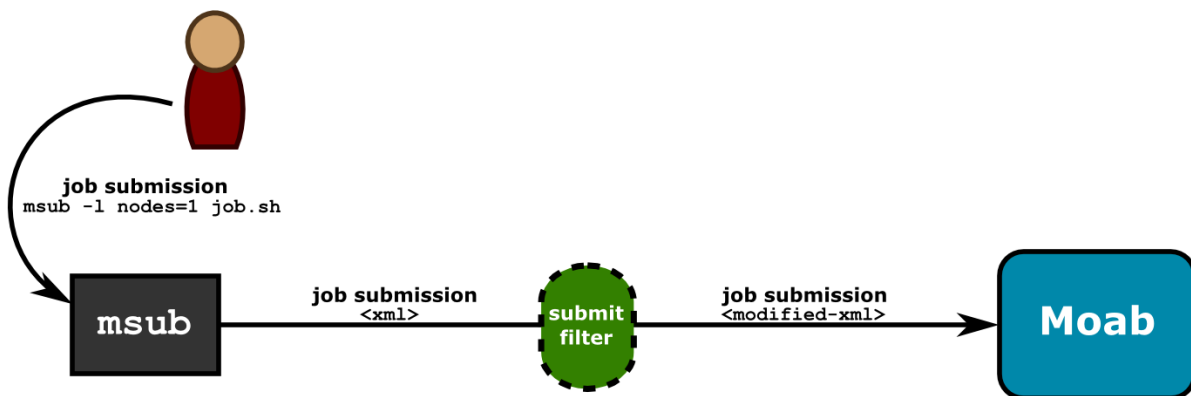 job submission
msub -l nodes=1 job.sh
msub
job submission
<xml>
submit
filter
job submission
<modified-xml>
Moab